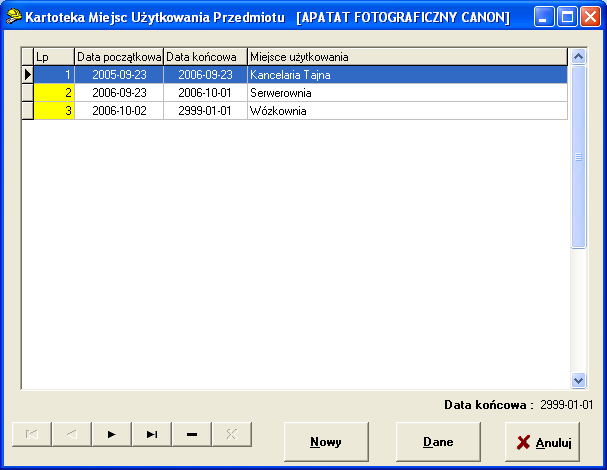 Kartoteka Miejsc Użytkowania Przedmiotu [APATAT FOTOGRAFICZNY CANON]
Lp Data początkowa Data końcowa Miejsce użytkowania
1 2005-09-23 2006-09-23 Kancelaria Tajna
2 2006-09-23 2006-10-01 Serwerownia
3 2006-10-02 2999-01-01 Wózkownia
Data końcowa : 2999-01-01
Nowy Dane Anuluj